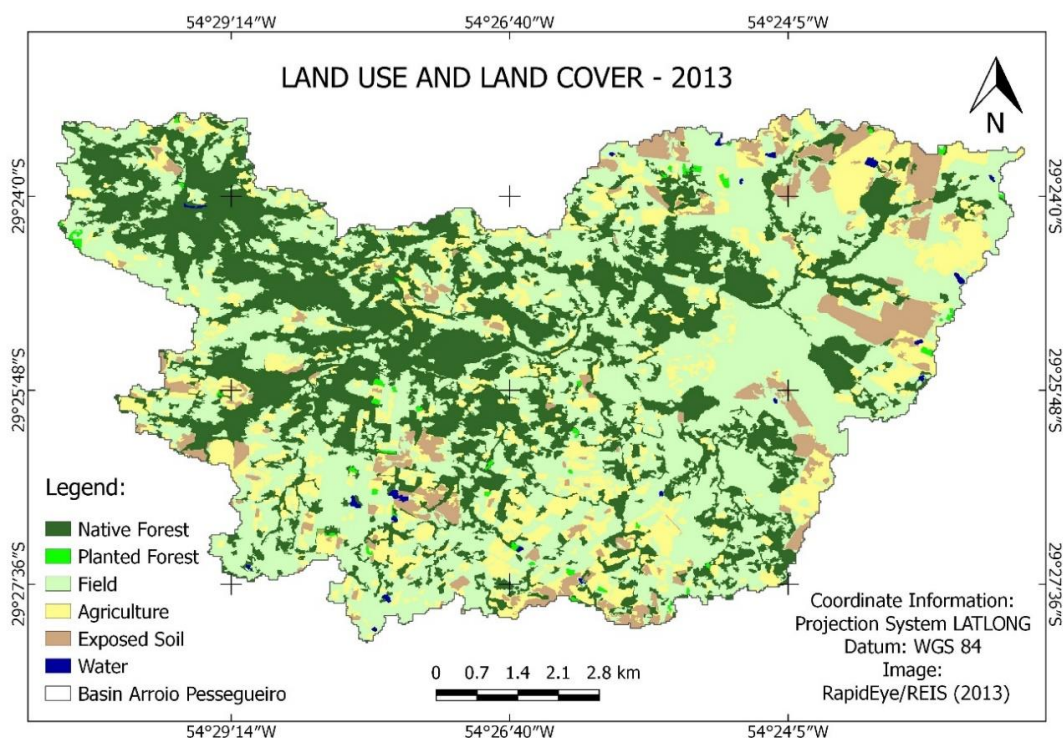 54°29′14″W
54°26′40″W
54°24′5″W
LAND USE AND LAND COVER - 2013
N
29°24′0″S
29°24′0″S
29°25′48″S
29°25′48″S
Legend:
Native Forest
Planted Forest
Field
Agriculture
Exposed Soil
Water
Basin Arroio Pessegueiro
29°27′36″S
29°27′36″S
0 0.7 1.4 2.1 2.8 km
Coordinate Information:
Projection System LATLONG
Datum: WGS 84
Image:
RapidEye/REIS (2013)
54°29′14″W
54°26′40″W
54°24′5″W